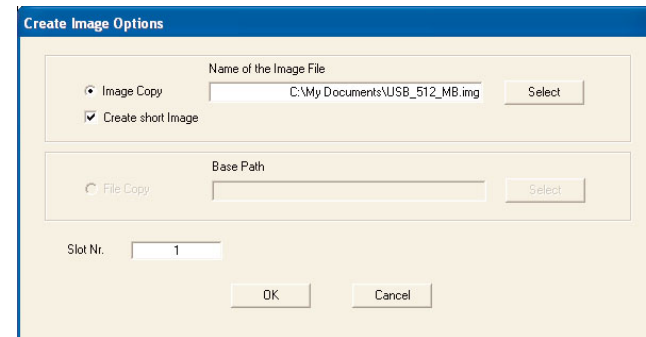 Create Image Options
Name of the Image File
Image Copy
C:\My Documents\USB_512_MB.img
Select
Create short Image
Base Path
File Copy
Select
Slot Nr.
1
OK
Cancel